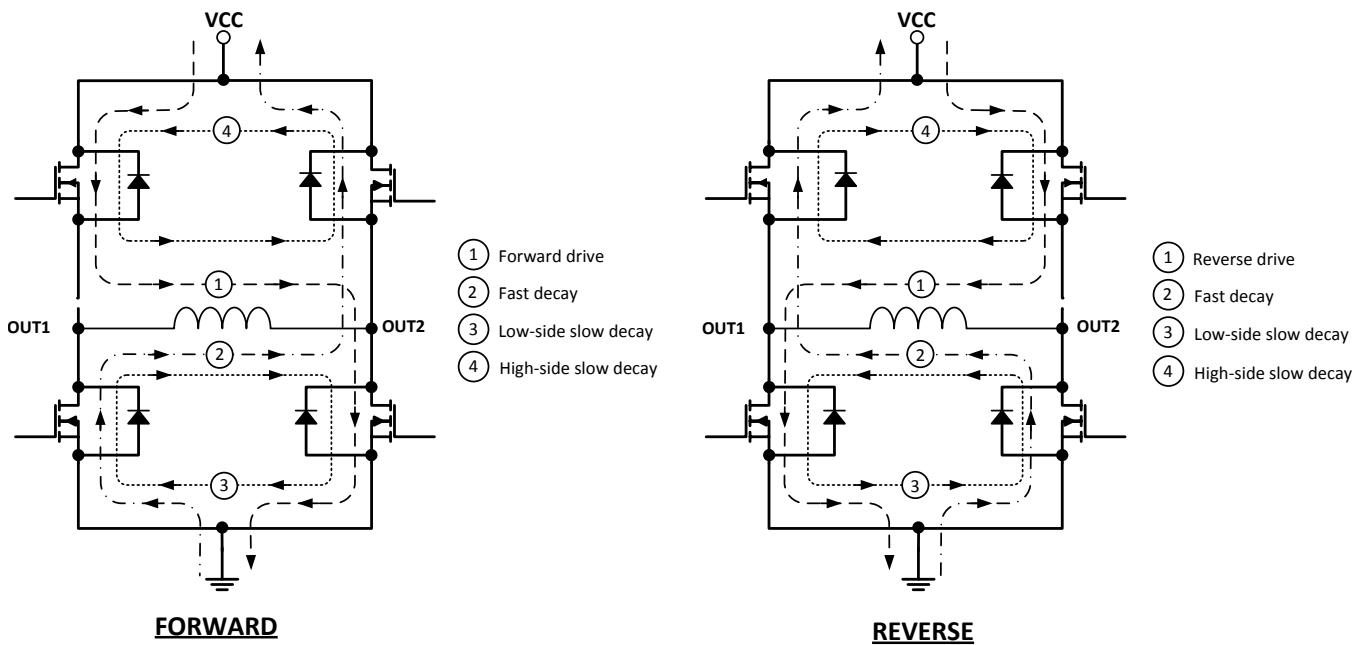 VCC
4
1
OUT1
OUT2
2
3
1 Forward drive
2 Fast decay
3 Low-side slow decay
4 High-side slow decay
FORWARD
VCC
4
1
OUT1
OUT2
2
3
1 Reverse drive
2 Fast decay
3 Low-side slow decay
4 High-side slow decay
REVERSE